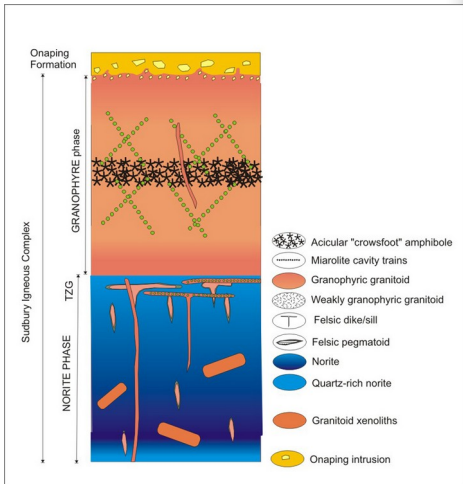 Onaping
Formation
Sudbury Igneous Complex
GRANOPHYRE phase
TZG
NORITE PHASE
Acicular "crowsfoot" amphibole
Miarolite cavity trains
Granophyric granitoid
Weakly granophyric granitoid
Felsic dike/sill
Felsic pegmatoid
Norite
Quartz-rich norite
Granitoid xenoliths
Onaping intrusion